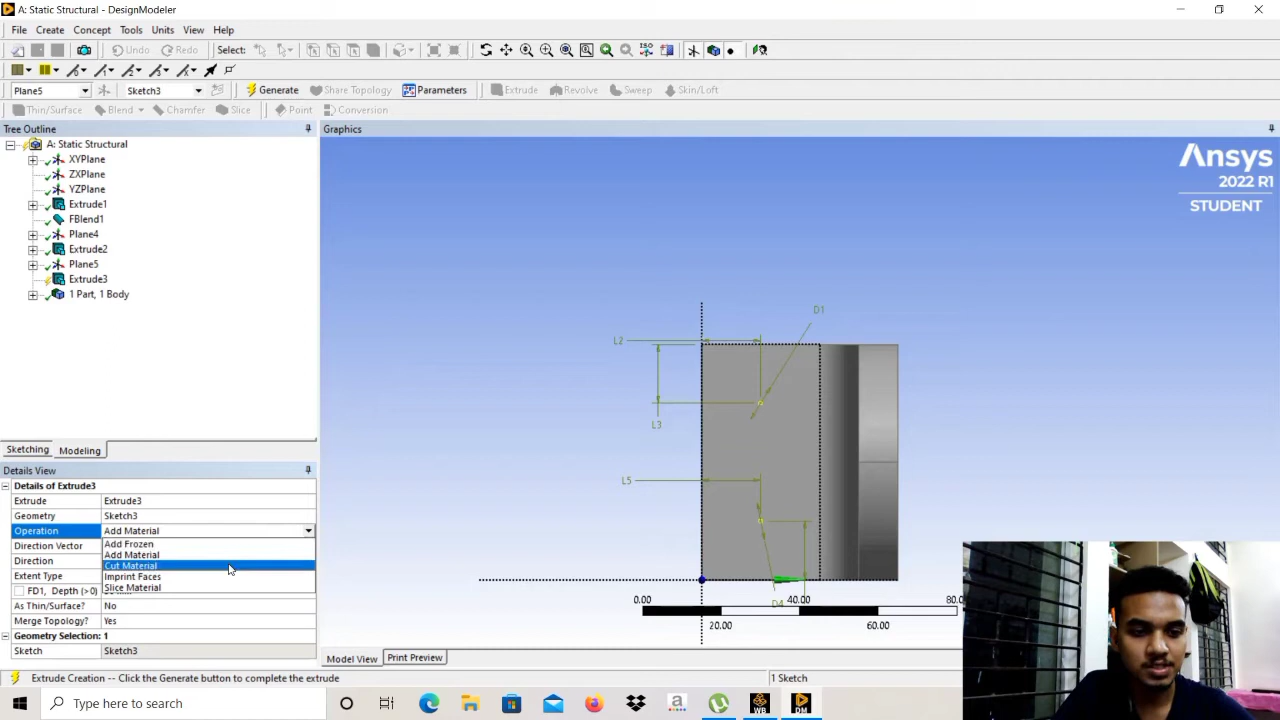 A: Static Structural - DesignModeler
File Create Concept Tools Units View Help
Undo Redo Select: ISO
Plane5 Sketch3 Generate Share Topology Parameters Extrude Revolve Sweep Skin/Loft
Thin/Surface Blend Chamfer Slice Point Conversion
Tree Outline
Graphics
A: Static Structural
XYPlane
ZXPlane
YZPlane
Extrude1
FBlend1
Plane4
Extrude2
Plane5
Extrude3
1 Part, 1 Body
Ansys
2022 R1
STUDENT
D1
L2
L3
L5
D4
0.00 40.00 80.0
20.00 60.00
Sketching Modeling
Details View
Details of Extrude3
Extrude Extrude3
Geometry Sketch3
Operation Add Material
Add Frozen
Direction Vector
Add Material
Direction
Cut Material
Extent Type
Imprint Faces
FD1, Depth (>0)
Slice Material
As Thin/Surface? No
Merge Topology? Yes
Geometry Selection: 1
Sketch Sketch3
Model View Print Preview
Extrude Creation -- Click the Generate button to complete the extrude
1 Sketch
Type here to search
a
WB
DM